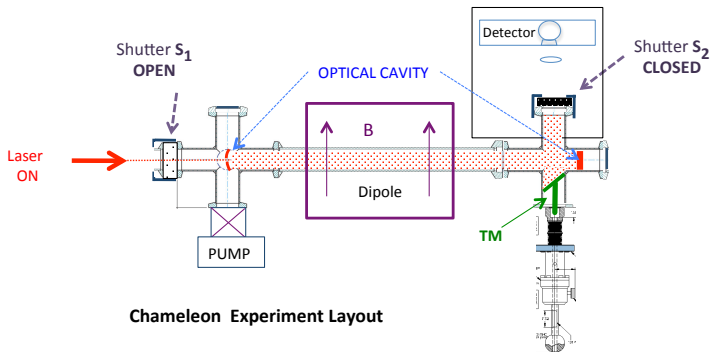 Detector
Shutter S1
OPEN
Shutter S2
CLOSED
OPTICAL CAVITY
B
Laser
ON
Dipole
TM
PUMP
Chameleon Experiment Layout